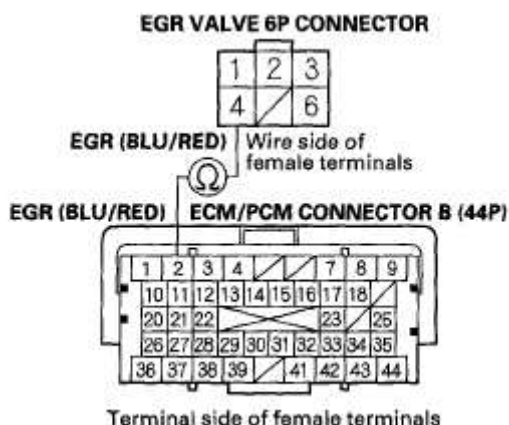 EGR VALVE 6P CONNECTOR
1 2 3
4 6
EGR (BLU/RED) Wire side of
female terminals
Ω
EGR (BLU/RED) ECM/PCM CONNECTOR B (44P)
1 2 3 4 7 8 9
10 11 12 13 14 15 16 17 18
20 21 22 23 25
26 27 28 29 30 31 32 33 34 35
36 37 38 39 41 42 43 44
Terminal side of female terminals